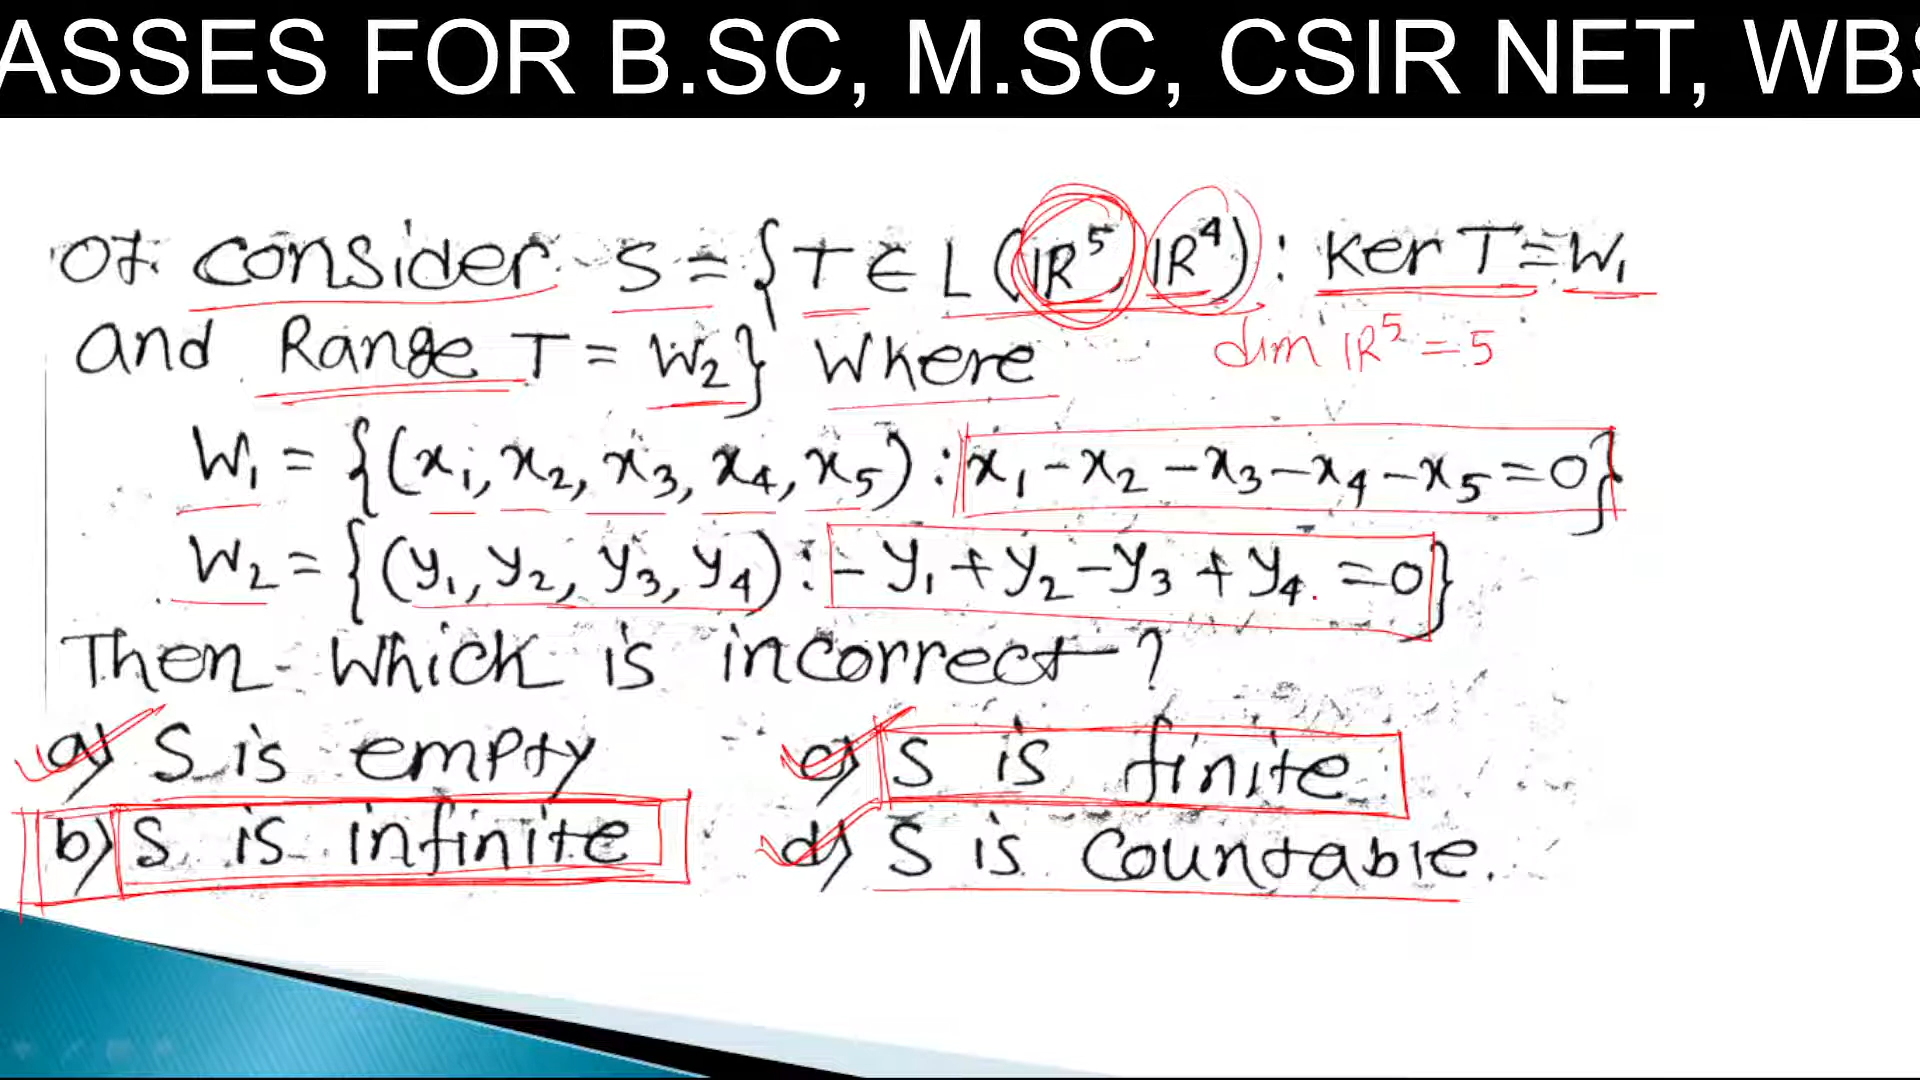 ASSES FOR B.SC, M.SC, CSIR NET, WBS
07. Consider S = {T ∈ L(ℝ⁵, ℝ⁴) : ker T = W₁
and Range T = W₂} Where
dim ℝ⁵ = 5
W₁ = {(x₁, x₂, x₃, x₄, x₅) : x₁ - x₂ - x₃ - x₄ - x₅ = 0}
W₂ = {(y₁, y₂, y₃, y₄) : - y₁ + y₂ - y₃ + y₄ = 0}
Then Which is incorrect?
a) S is empty
c) S is finite
b) S is infinite
d) S is Countable.